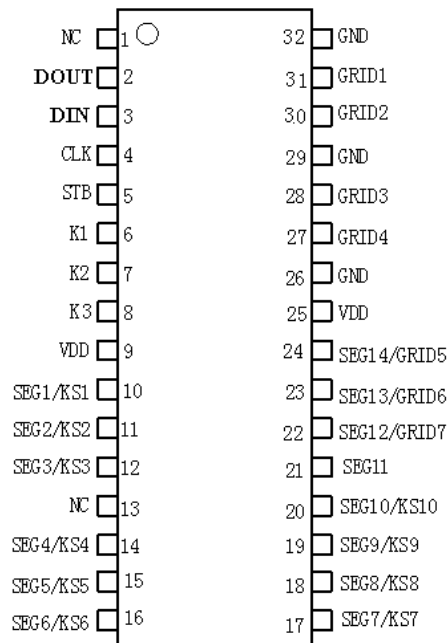 NC 1 32 GND
DOUT 2 31 GRID1
DIN 3 30 GRID2
CLK 4 29 GND
STB 5 28 GRID3
K1 6 27 GRID4
K2 7 26 GND
K3 8 25 VDD
VDD 9 24 SEG14/GRID5
SEG1/KS1 10 23 SEG13/GRID6
SEG2/KS2 11 22 SEG12/GRID7
SEG3/KS3 12 21 SEG11
NC 13 20 SEG10/KS10
SEG4/KS4 14 19 SEG9/KS9
SEG5/KS5 15 18 SEG8/KS8
SEG6/KS6 16 17 SEG7/KS7